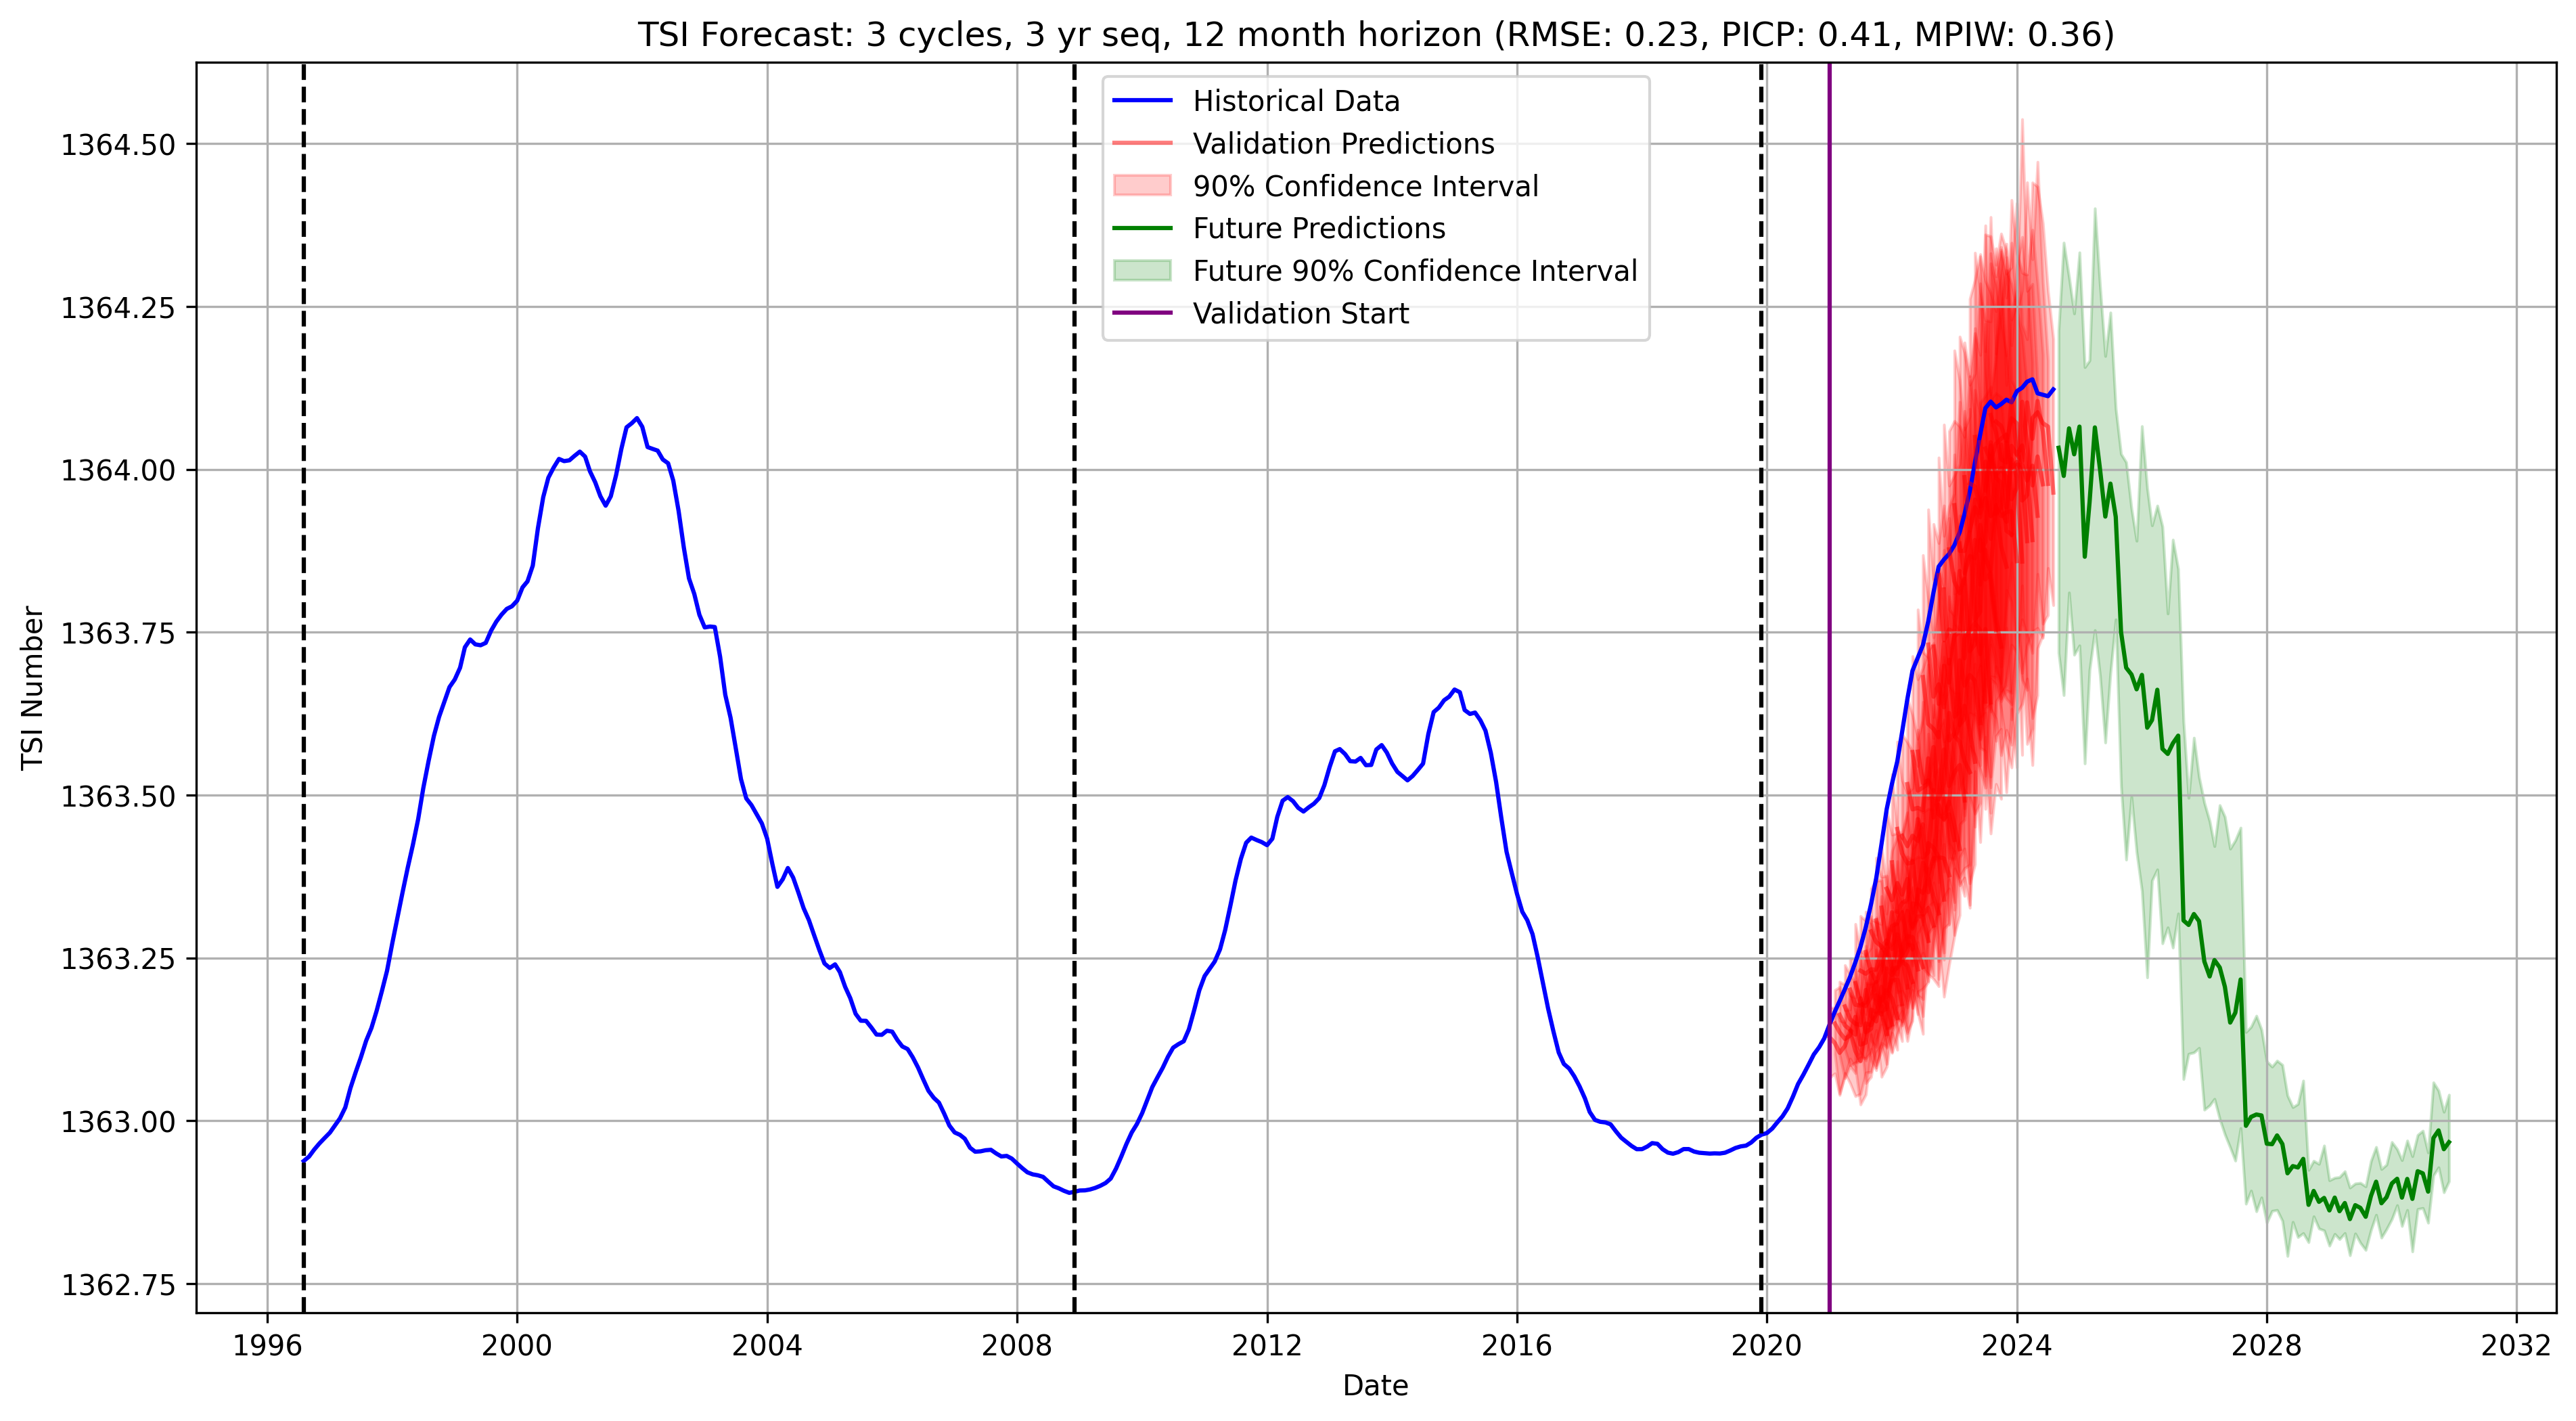 TSI Forecast: 3 cycles, 3 yr seq, 12 month horizon (RMSE: 0.23, PICP: 0.41, MPIW: 0.36)
Historical Data
Validation Predictions
90% Confidence Interval
Future Predictions
Future 90% Confidence Interval
Validation Start
TSI Number
1364.50
1364.25
1364.00
1363.75
1363.50
1363.25
1363.00
1362.75
1996
2000
2004
2008
2012
2016
2020
2024
2028
2032
Date